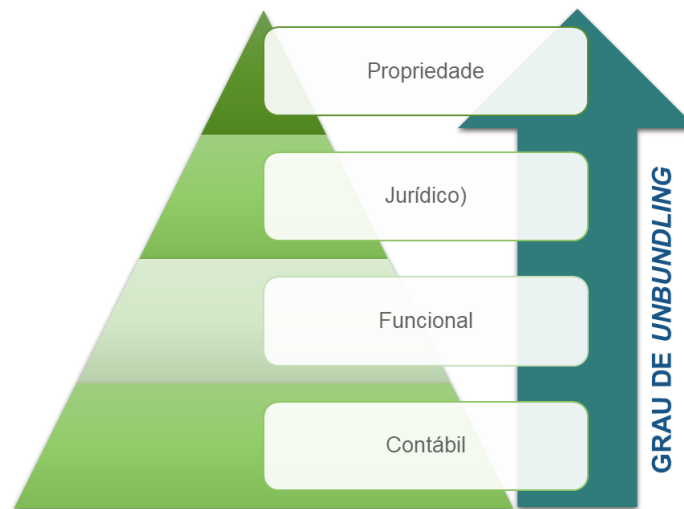 Propriedade
Jurídico)
Funcional
Contábil
GRAU DE UNBUNDLING